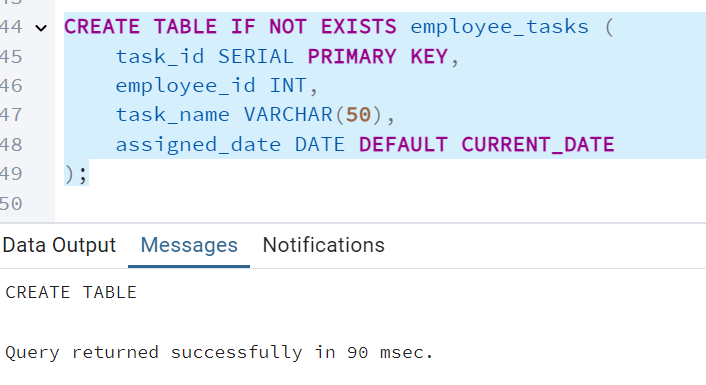 44 CREATE TABLE IF NOT EXISTS employee_tasks (
45 task_id SERIAL PRIMARY KEY,
46 employee_id INT,
47 task_name VARCHAR(50),
48 assigned_date DATE DEFAULT CURRENT_DATE
49 );
50
Data Output Messages Notifications
CREATE TABLE
Query returned successfully in 90 msec.